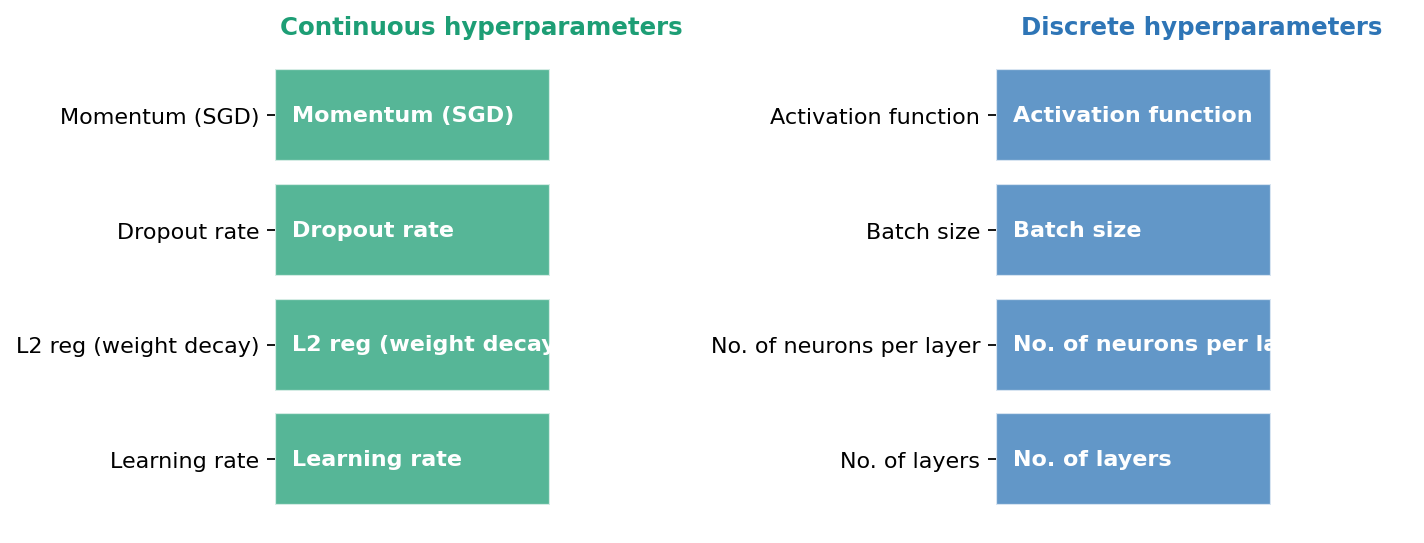 Continuous hyperparameters
Momentum (SGD) Momentum (SGD)
Dropout rate Dropout rate
L2 reg (weight decay) L2 reg (weight decay
Learning rate Learning rate
Discrete hyperparameters
Activation function Activation function
Batch size Batch size
No. of neurons per layer No. of neurons per la
No. of layers No. of layers